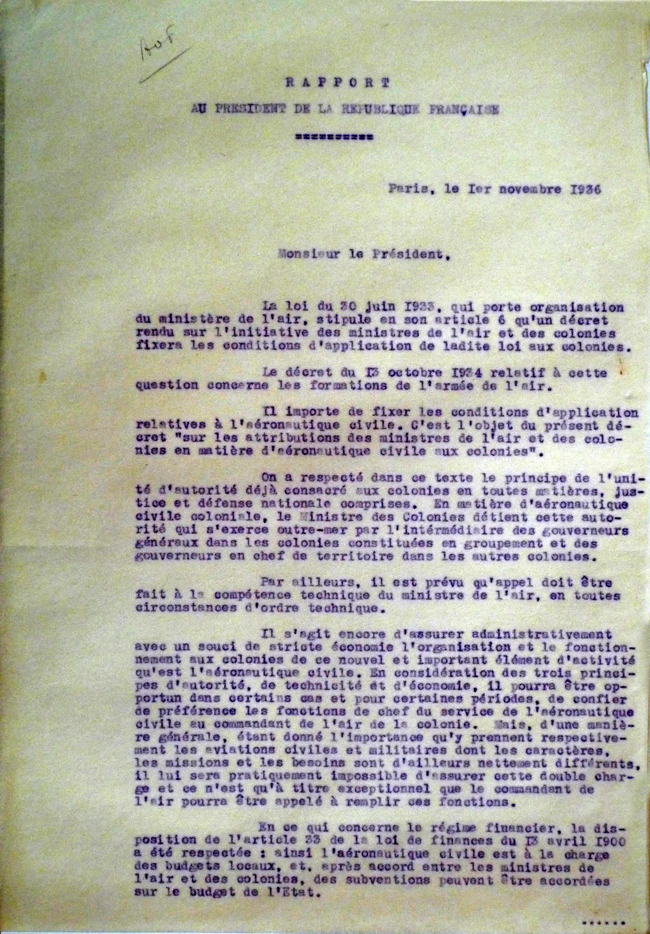 AOF
R A P P O R T
AU PRESIDENT DE LA REPUBLIQUE FRANÇAISE
==========
Paris, le 1er novembre 1936
Monsieur le Président,
La loi du 30 juin 1933, qui porte organisation
du ministère de l'air, stipule en son article 6 qu'un décret
rendu sur l'initiative des ministres de l'air et des colonies
fixera les conditions d'application de ladite loi aux colonies.
Le décret du 13 octobre 1934 relatif à cette
question concerne les formations de l'armée de l'air.
Il importe de fixer les conditions d'application
relatives à l'aéronautique civile. C'est l'objet du présent dé-
cret "sur les attributions des ministres de l'air et des colo-
nies en matière d'aéronautique civile aux colonies".
On a respecté dans ce texte le principe de l'uni-
té d'autorité déjà consacré aux colonies en toutes matières, jus-
tice et défense nationale comprises. En matière d'aéronautique
civile coloniale, le Ministre des Colonies détient cette auto-
rité qui s'exerce outre-mer par l'intermédiaire des gouverneurs
généraux dans les colonies constituées en groupement et des
gouverneurs en chef de territoire dans les autres colonies.
Par ailleurs, il est prévu qu'appel doit être
fait à la compétence technique du ministre de l'air, en toutes
circonstances d'ordre technique.
Il s'agit encore d'assurer administrativement
avec un souci de stricte économie l'organisation et le fonction-
nement aux colonies de ce nouvel et important élément d'activité
qu'est l'aéronautique civile. En considération des trois princi-
pes d'autorité, de technicité et d'économie, il pourra être op-
portun dans certains cas et pour certaines périodes, de confier
de préférence les fonctions de chef du service de l'aéronautique
civile au commandant de l'air de la colonie. Mais, d'une maniè-
re générale, étant donné l'importance qu'y prennent respective-
ment les aviations civiles et militaires dont les caractères,
les missions et les besoins sont d'ailleurs nettement différents,
il lui sera pratiquement impossible d'assurer cette double char-
ge et ce n'est qu'à titre exceptionnel que le commandant de
l'air pourra être appelé à remplir ces fonctions.
En ce qui concerne le régime financier, la dis-
position de l'article 33 de la loi de finances du 13 avril 1900
a été respectée : ainsi l'aéronautique civile est à la charge
des budgets locaux, et, après accord entre les ministres de
l'air et des colonies, des subventions peuvent être accordées
sur le budget de l'Etat.
......